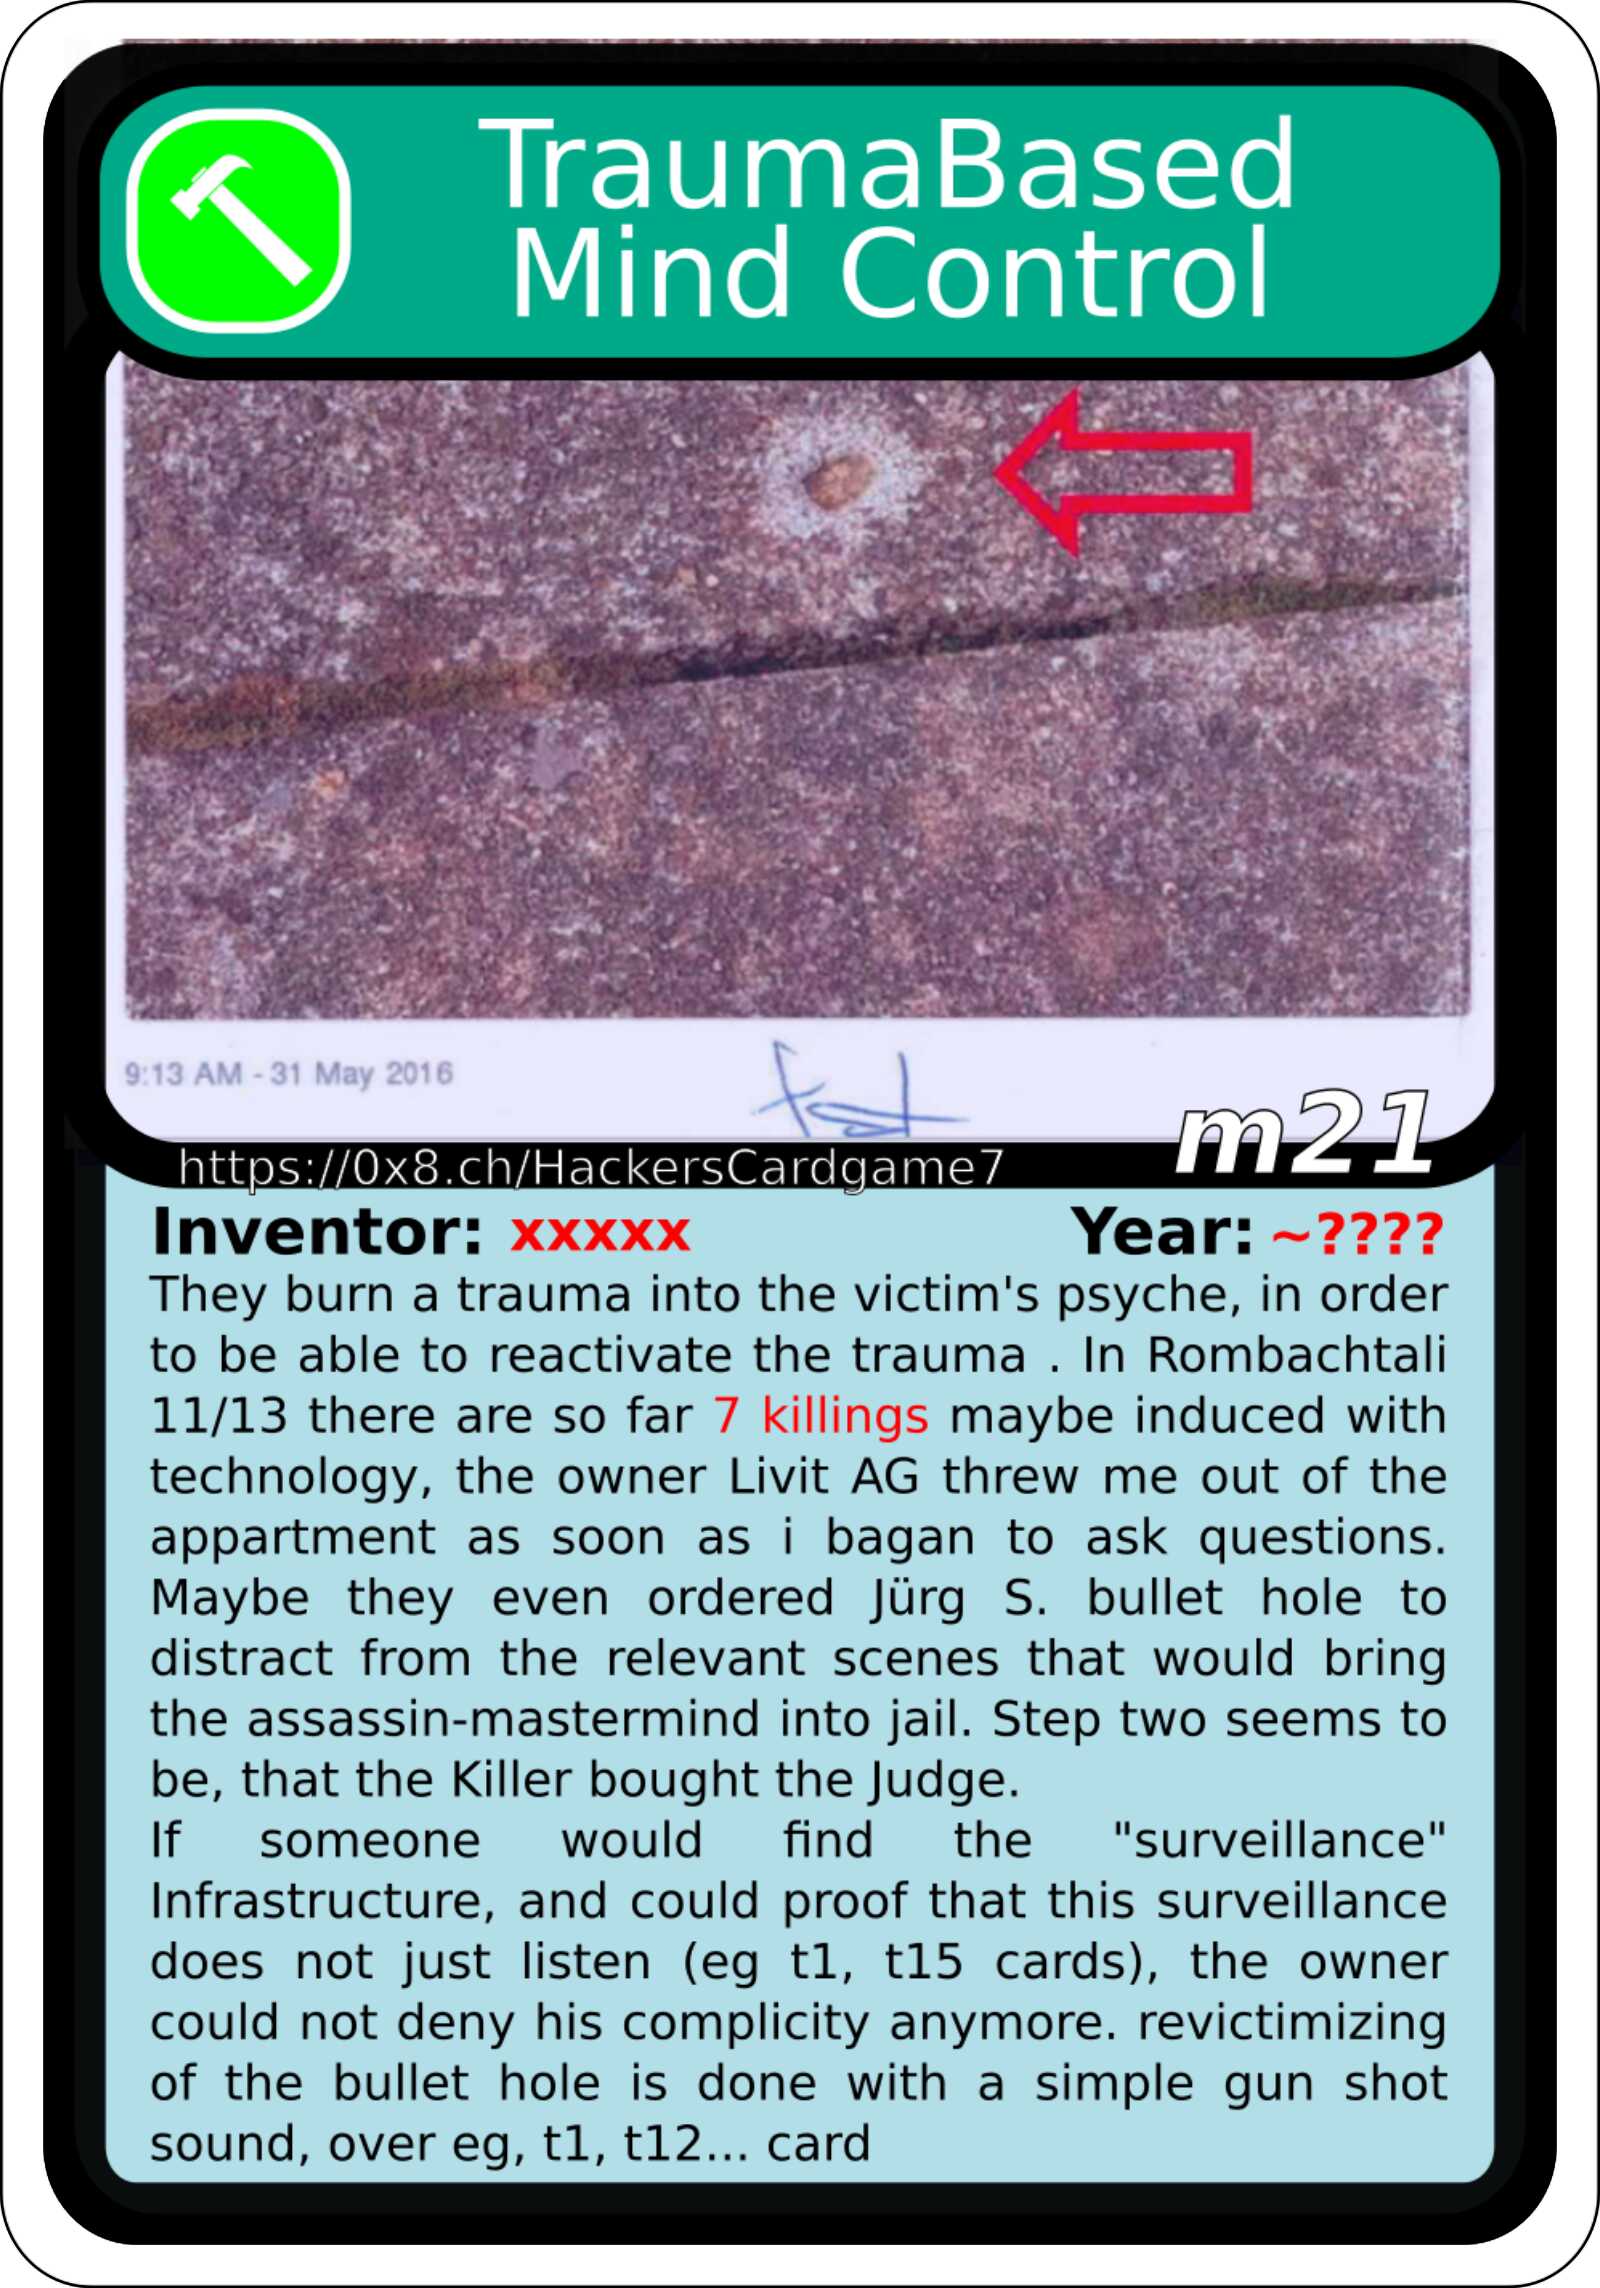 TraumaBased
Mind Control
9:13 AM - 31 May 2016
m21
https://0x8.ch/HackersCardgame7
Inventor: xxxxx Year: ~????
They burn a trauma into the victim's psyche, in order
to be able to reactivate the trauma . In Rombachtali
11/13 there are so far 7 killings maybe induced with
technology, the owner Livit AG threw me out of the
appartment as soon as i bagan to ask questions.
Maybe they even ordered Jürg S. bullet hole to
distract from the relevant scenes that would bring
the assassin-mastermind into jail. Step two seems to
be, that the Killer bought the Judge.
If someone would find the "surveillance"
Infrastructure, and could proof that this surveillance
does not just listen (eg t1, t15 cards), the owner
could not deny his complicity anymore. revictimizing
of the bullet hole is done with a simple gun shot
sound, over eg, t1, t12... card